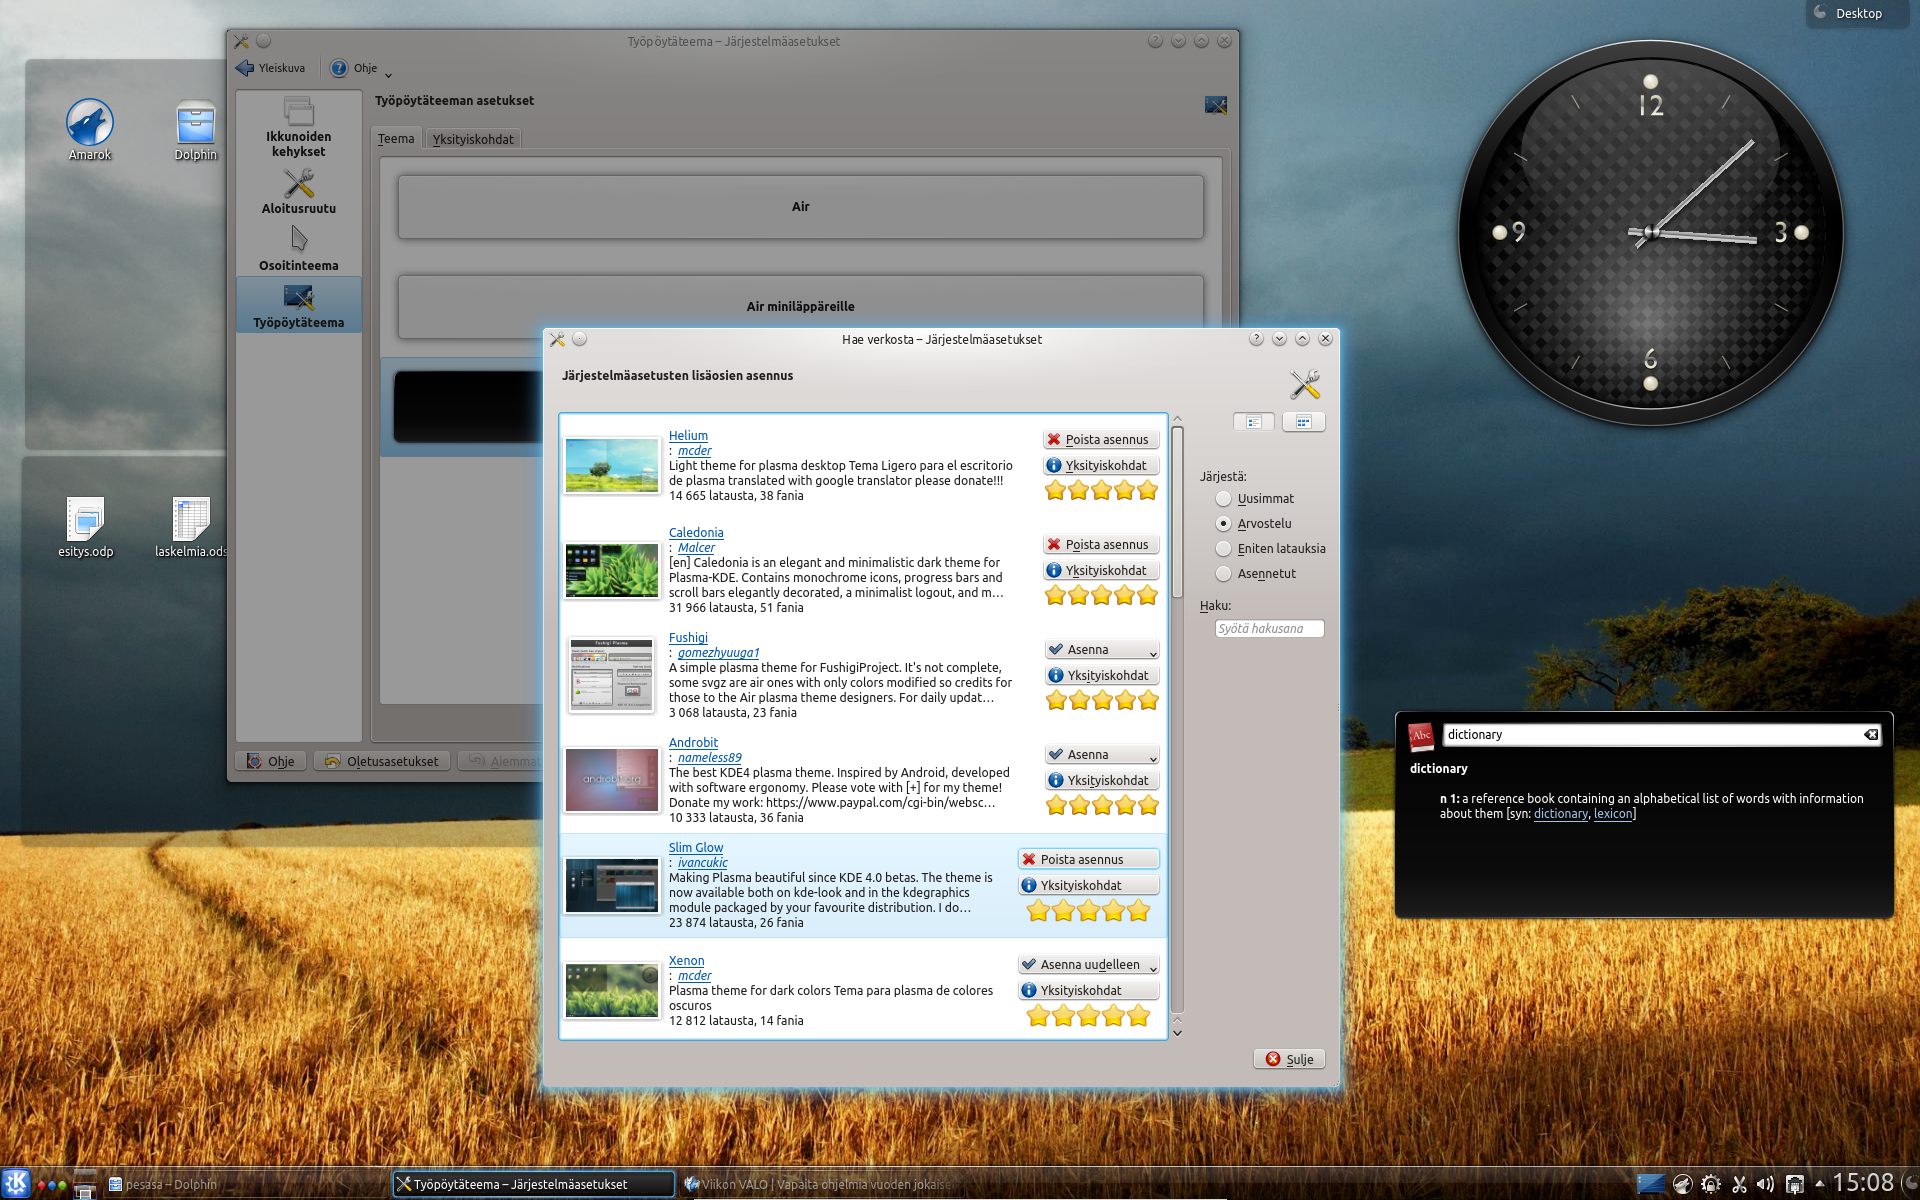 Desktop
Työpöytäteema – Järjestelmäasetukset
Yleiskuva
Ohje
Työpöytäteeman asetukset
Teema
Yksityiskohdat
Ikkunoiden
kehykset
Aloitusruutu
Osoitinteema
Työpöytäteema
Air
Air miniläppäreille
Ohje
Oletusasetukset
Amarok
Dolphin
esitys.odp
laskelmia.ods
12
3
6
9
Hae verkosta – Järjestelmäasetukset
Järjestelmäasetusten lisäosien asennus
Helium
: mcder
Light theme for plasma desktop Tema Ligero para el escritorio
de plasma translated with google translator please donate!!!
14 665 latausta, 38 fania
Poista asennus
Yksityiskohdat
Caledonia
: Malcer
[en] Caledonia is an elegant and minimalistic dark theme for
Plasma-KDE. Contains monochrome icons, progress bars and
scroll bars elegantly decorated, a minimalist logout, and m...
31 966 latausta, 51 fania
Poista asennus
Yksityiskohdat
Fushigi
: gomezhyuuga1
A simple plasma theme for FushigiProject. It's not complete,
some svgz are air ones with only colors modified so credits for
those to the Air plasma theme designers. For daily updat...
3 068 latausta, 23 fania
Asenna
Yksityiskohdat
Androbit
: nameless89
The best KDE4 plasma theme. Inspired by Android, developed
with software ergonomy. Please vote with [+] for my theme!
Donate my work: https://www.paypal.com/cgi-bin/websc...
10 333 latausta, 36 fania
Asenna
Yksityiskohdat
Slim Glow
: ivancukic
Making Plasma beautiful since KDE 4.0 betas. The theme is
now available both on kde-look and in the kdegraphics
module packaged by your favourite distribution. I do...
23 874 latausta, 26 fania
Poista asennus
Yksityiskohdat
Xenon
: mcder
Plasma theme for dark colors Tema para plasma de colores
oscuros
12 812 latausta, 14 fania
Asenna uudelleen
Yksityiskohdat
Järjestä:
Uusimmat
Arvostelu
Eniten latauksia
Asennetut
Haku:
Syötä hakusana
Sulje
Abc
dictionary
dictionary
n 1: a reference book containing an alphabetical list of words with information
about them [syn: dictionary, lexicon]
pesasa – Dolphin
Työpöytäteema – Järjestelmäasetukset
Viikon VALO | Vapaita ohjelmia vuoden
15:08